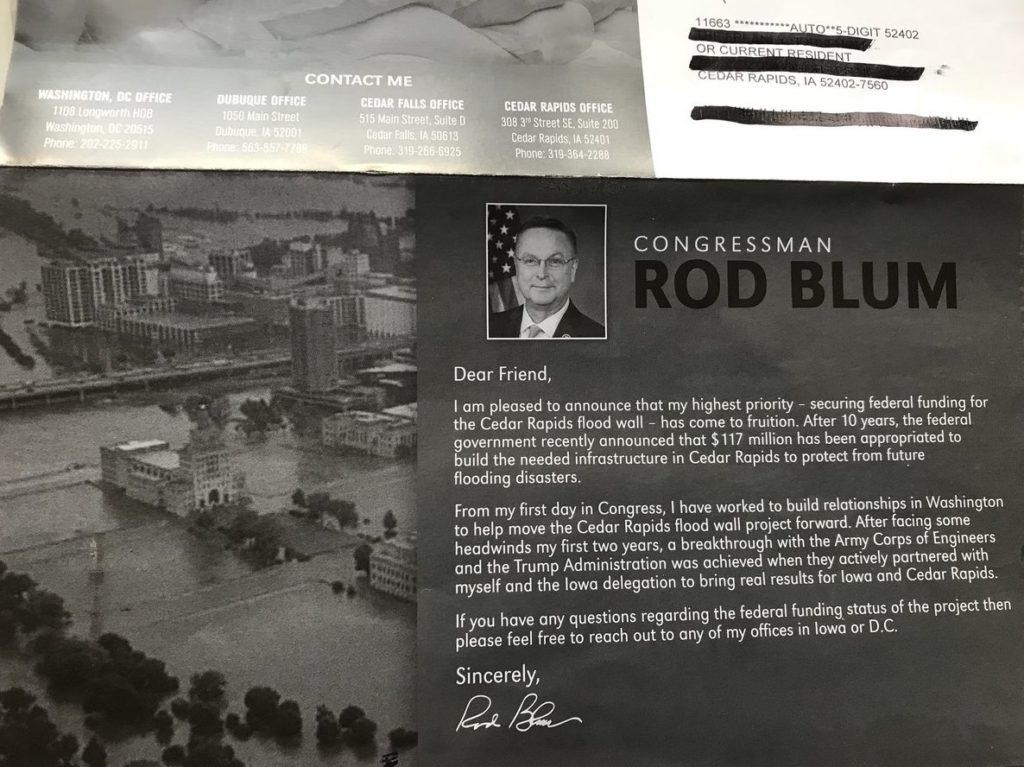 CONTACT ME
WASHINGTON, DC OFFICE
1108 Longworth HOB
Washington, DC 20515
Phone: 202-225-2911
DUBUQUE OFFICE
1050 Main Street
Dubuque, IA 52001
Phone: 563-557-7789
CEDAR FALLS OFFICE
515 Main Street, Suite D
Cedar Falls, IA 50613
Phone: 319-266-6925
CEDAR RAPIDS OFFICE
308 3rd Street SE, Suite 200
Cedar Rapids, IA 52401
Phone: 319-364-2288
11663 ***********AUTO**5-DIGIT 52402
OR CURRENT RESIDENT
CEDAR RAPIDS, IA 52402-7560
CONGRESSMAN
ROD BLUM
Dear Friend,
I am pleased to announce that my highest priority – securing federal funding for
the Cedar Rapids flood wall – has come to fruition. After 10 years, the federal
government recently announced that $117 million has been appropriated to
build the needed infrastructure in Cedar Rapids to protect from future
flooding disasters.
From my first day in Congress, I have worked to build relationships in Washington
to help move the Cedar Rapids flood wall project forward. After facing some
headwinds my first two years, a breakthrough with the Army Corps of Engineers
and the Trump Administration was achieved when they actively partnered with
myself and the Iowa delegation to bring real results for Iowa and Cedar Rapids.
If you have any questions regarding the federal funding status of the project then
please feel free to reach out to any of my offices in Iowa or D.C.
Sincerely,
Rod Blum